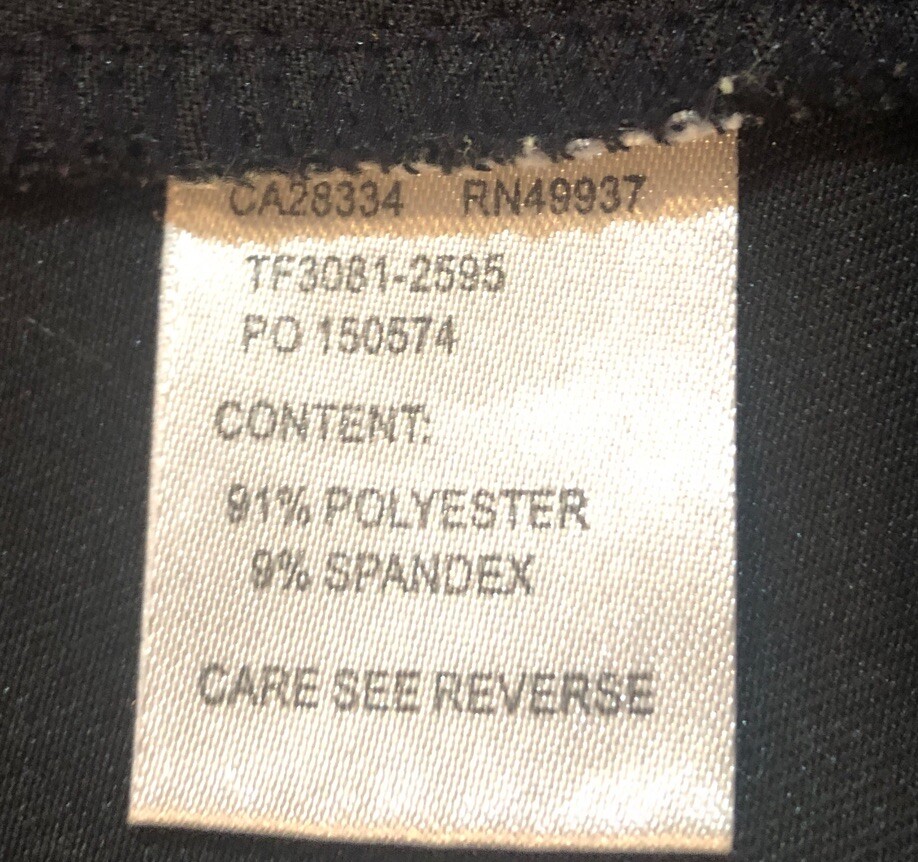 CA28334 RN49937
TF3081-2595
PO 150574
CONTENT:
91% POLYESTER
9% SPANDEX
CARE SEE REVERSE